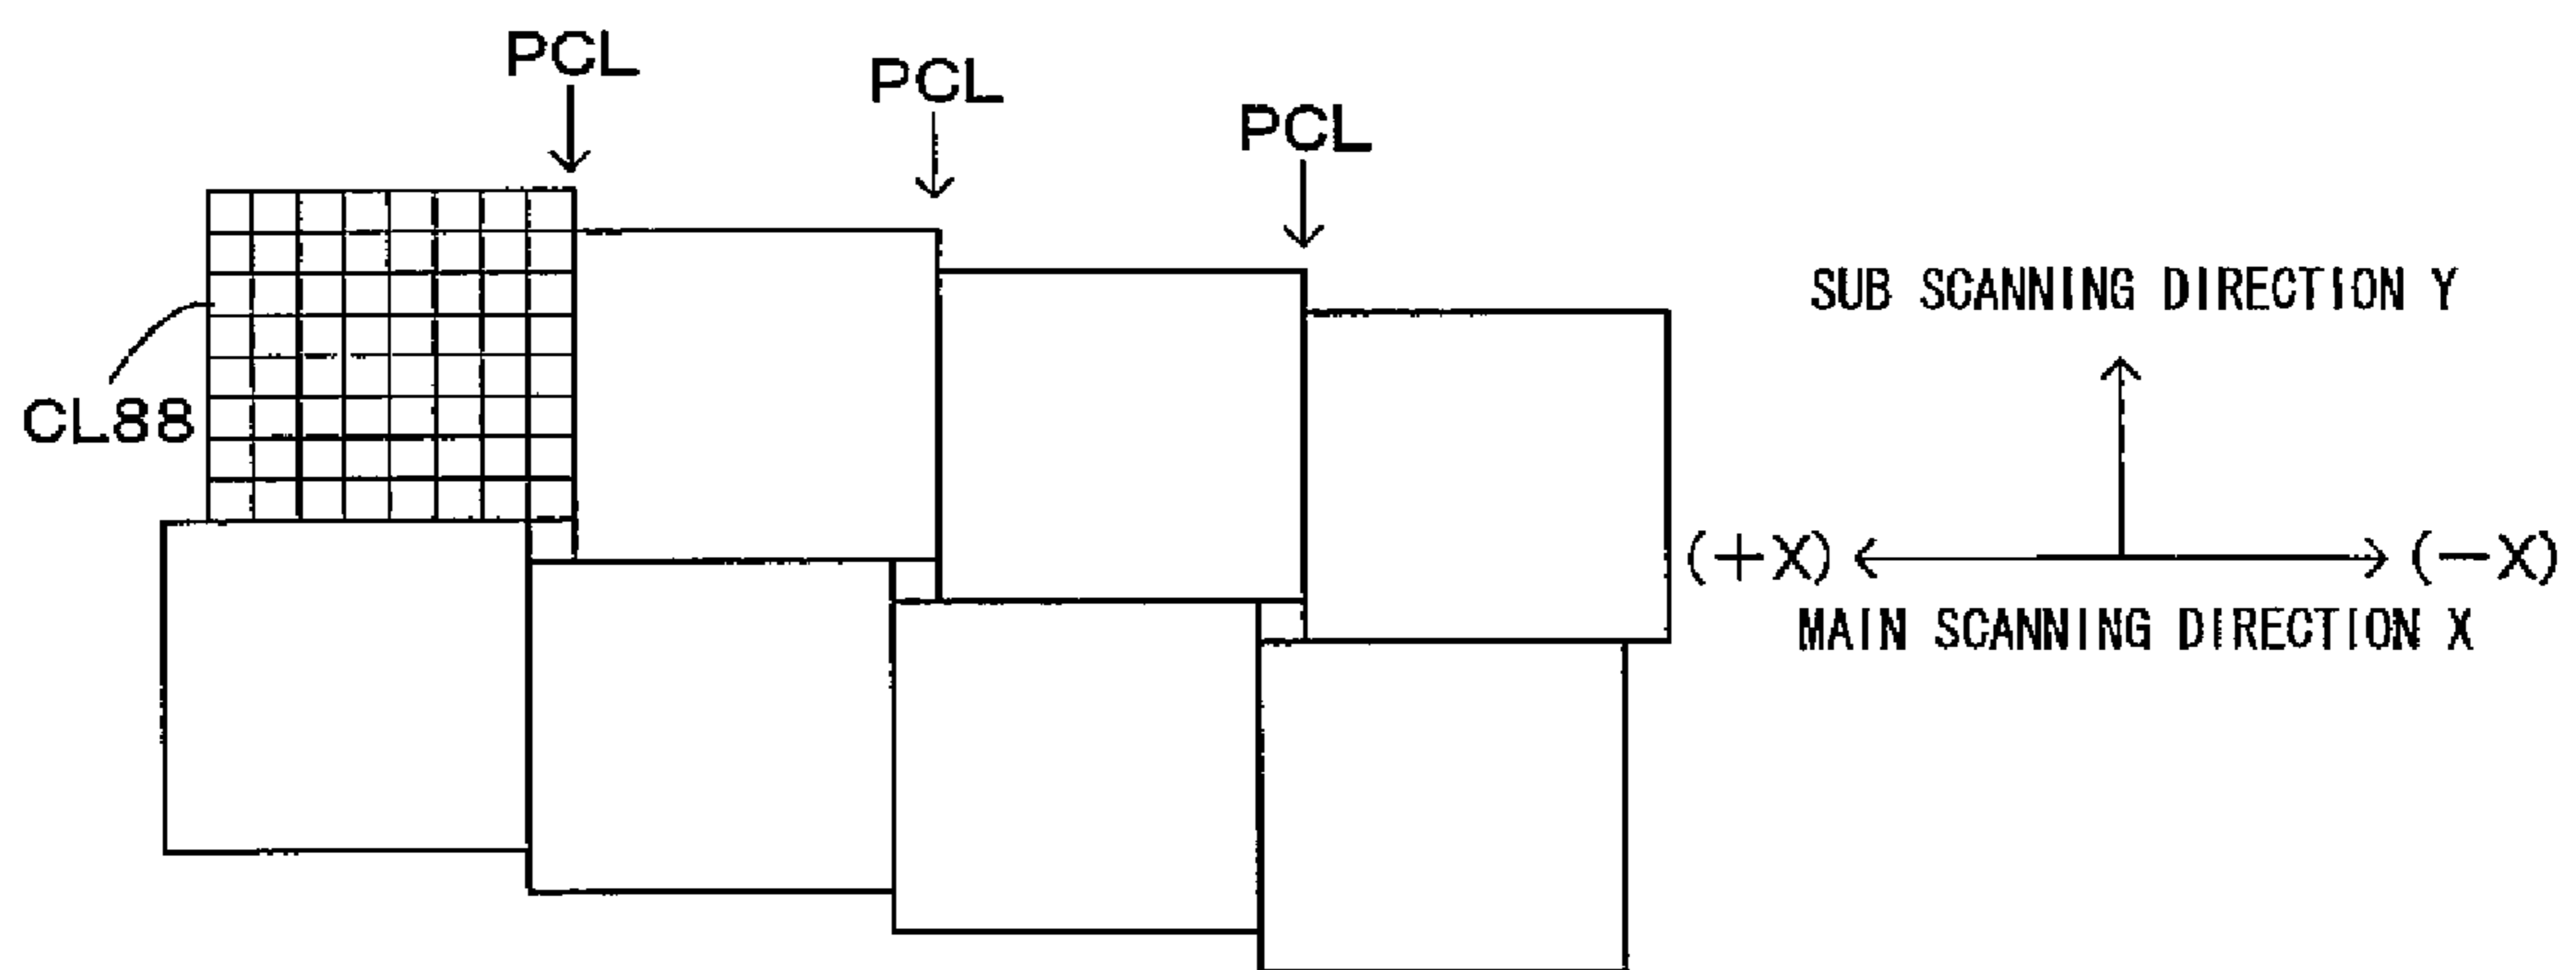 PCL
PCL
PCL
CL88
SUB SCANNING DIRECTION Y
(+X)
(-X)
MAIN SCANNING DIRECTION X